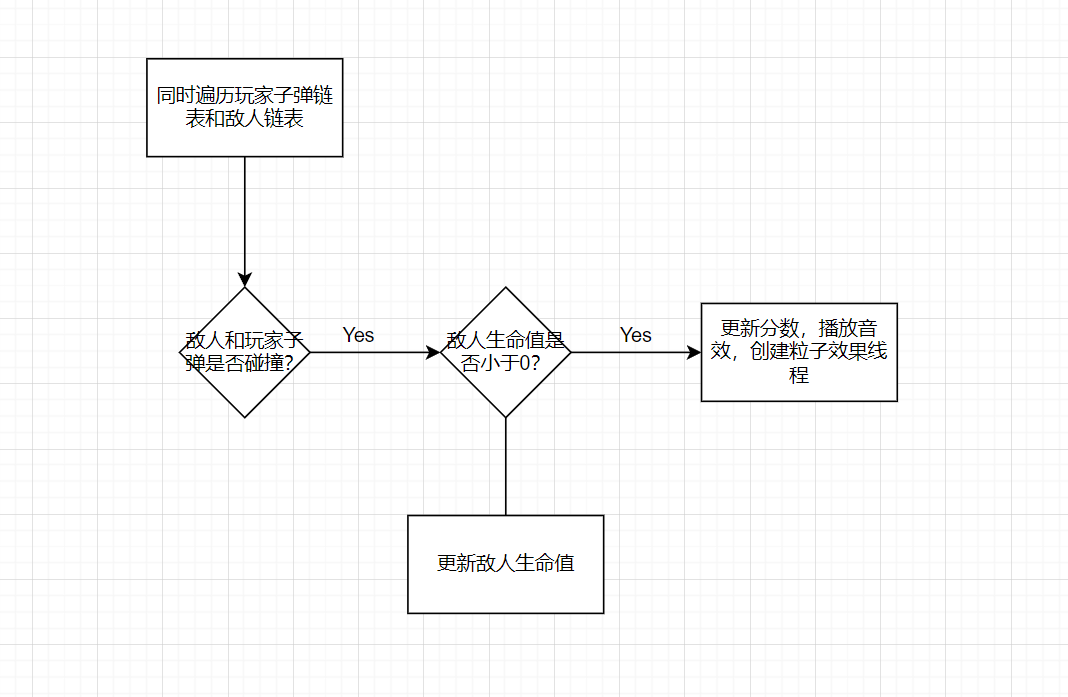 同时遍历玩家子弹链
表和敌人链表
敌人和玩家子
弹是否碰撞？
Yes
敌人生命值是
否小于0？
Yes
更新分数，播放音
效，创建粒子效果线
程
更新敌人生命值